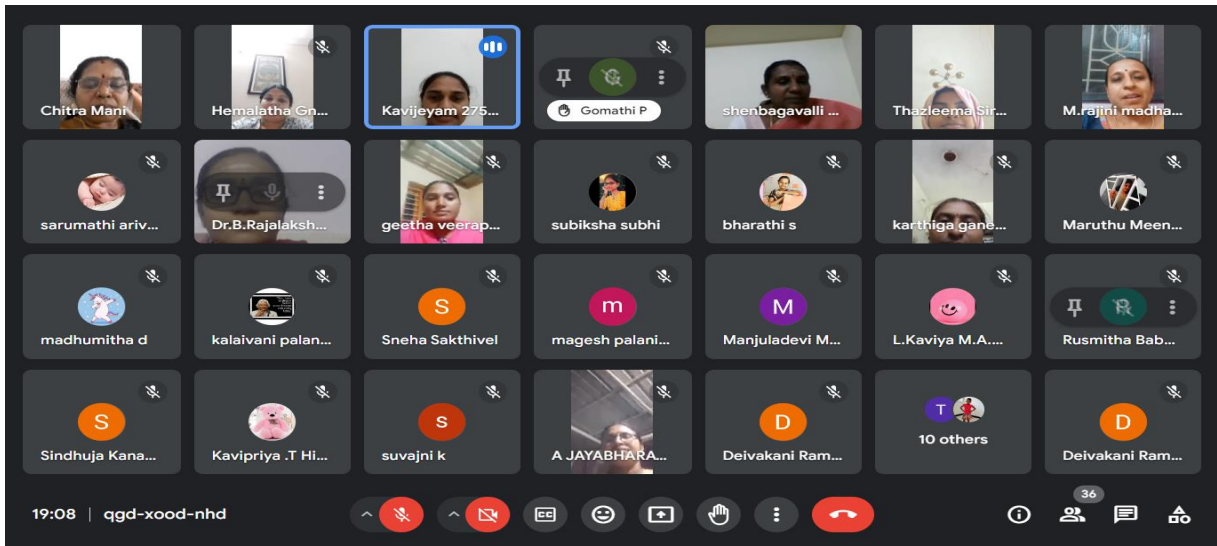 Chitra Mani
Hemalatha Gn...
Kavijeyam 275...
Gomathi P
shenbagavalli ...
Thazleema Sir...
M.rajini madha...
sarumathi ariv...
Dr.B.Rajalaksh...
geetha veerap...
subiksha subhi
bharathi s
karthiga gane...
Maruthu Meen...
madhumitha d
kalaivani palan...
S
Sneha Sakthivel
m
magesh palani...
M
Manjuladevi M...
L.Kaviya M.A....
R
Rusmitha Bab...
S
Sindhuja Kana...
Kavipriya .T Hi...
s
suvajni k
A JAYABHARA...
D
Deivakani Ram...
T
10 others
D
Deivakani Ram...
19:08 | qgd-xood-nhd
CC
36